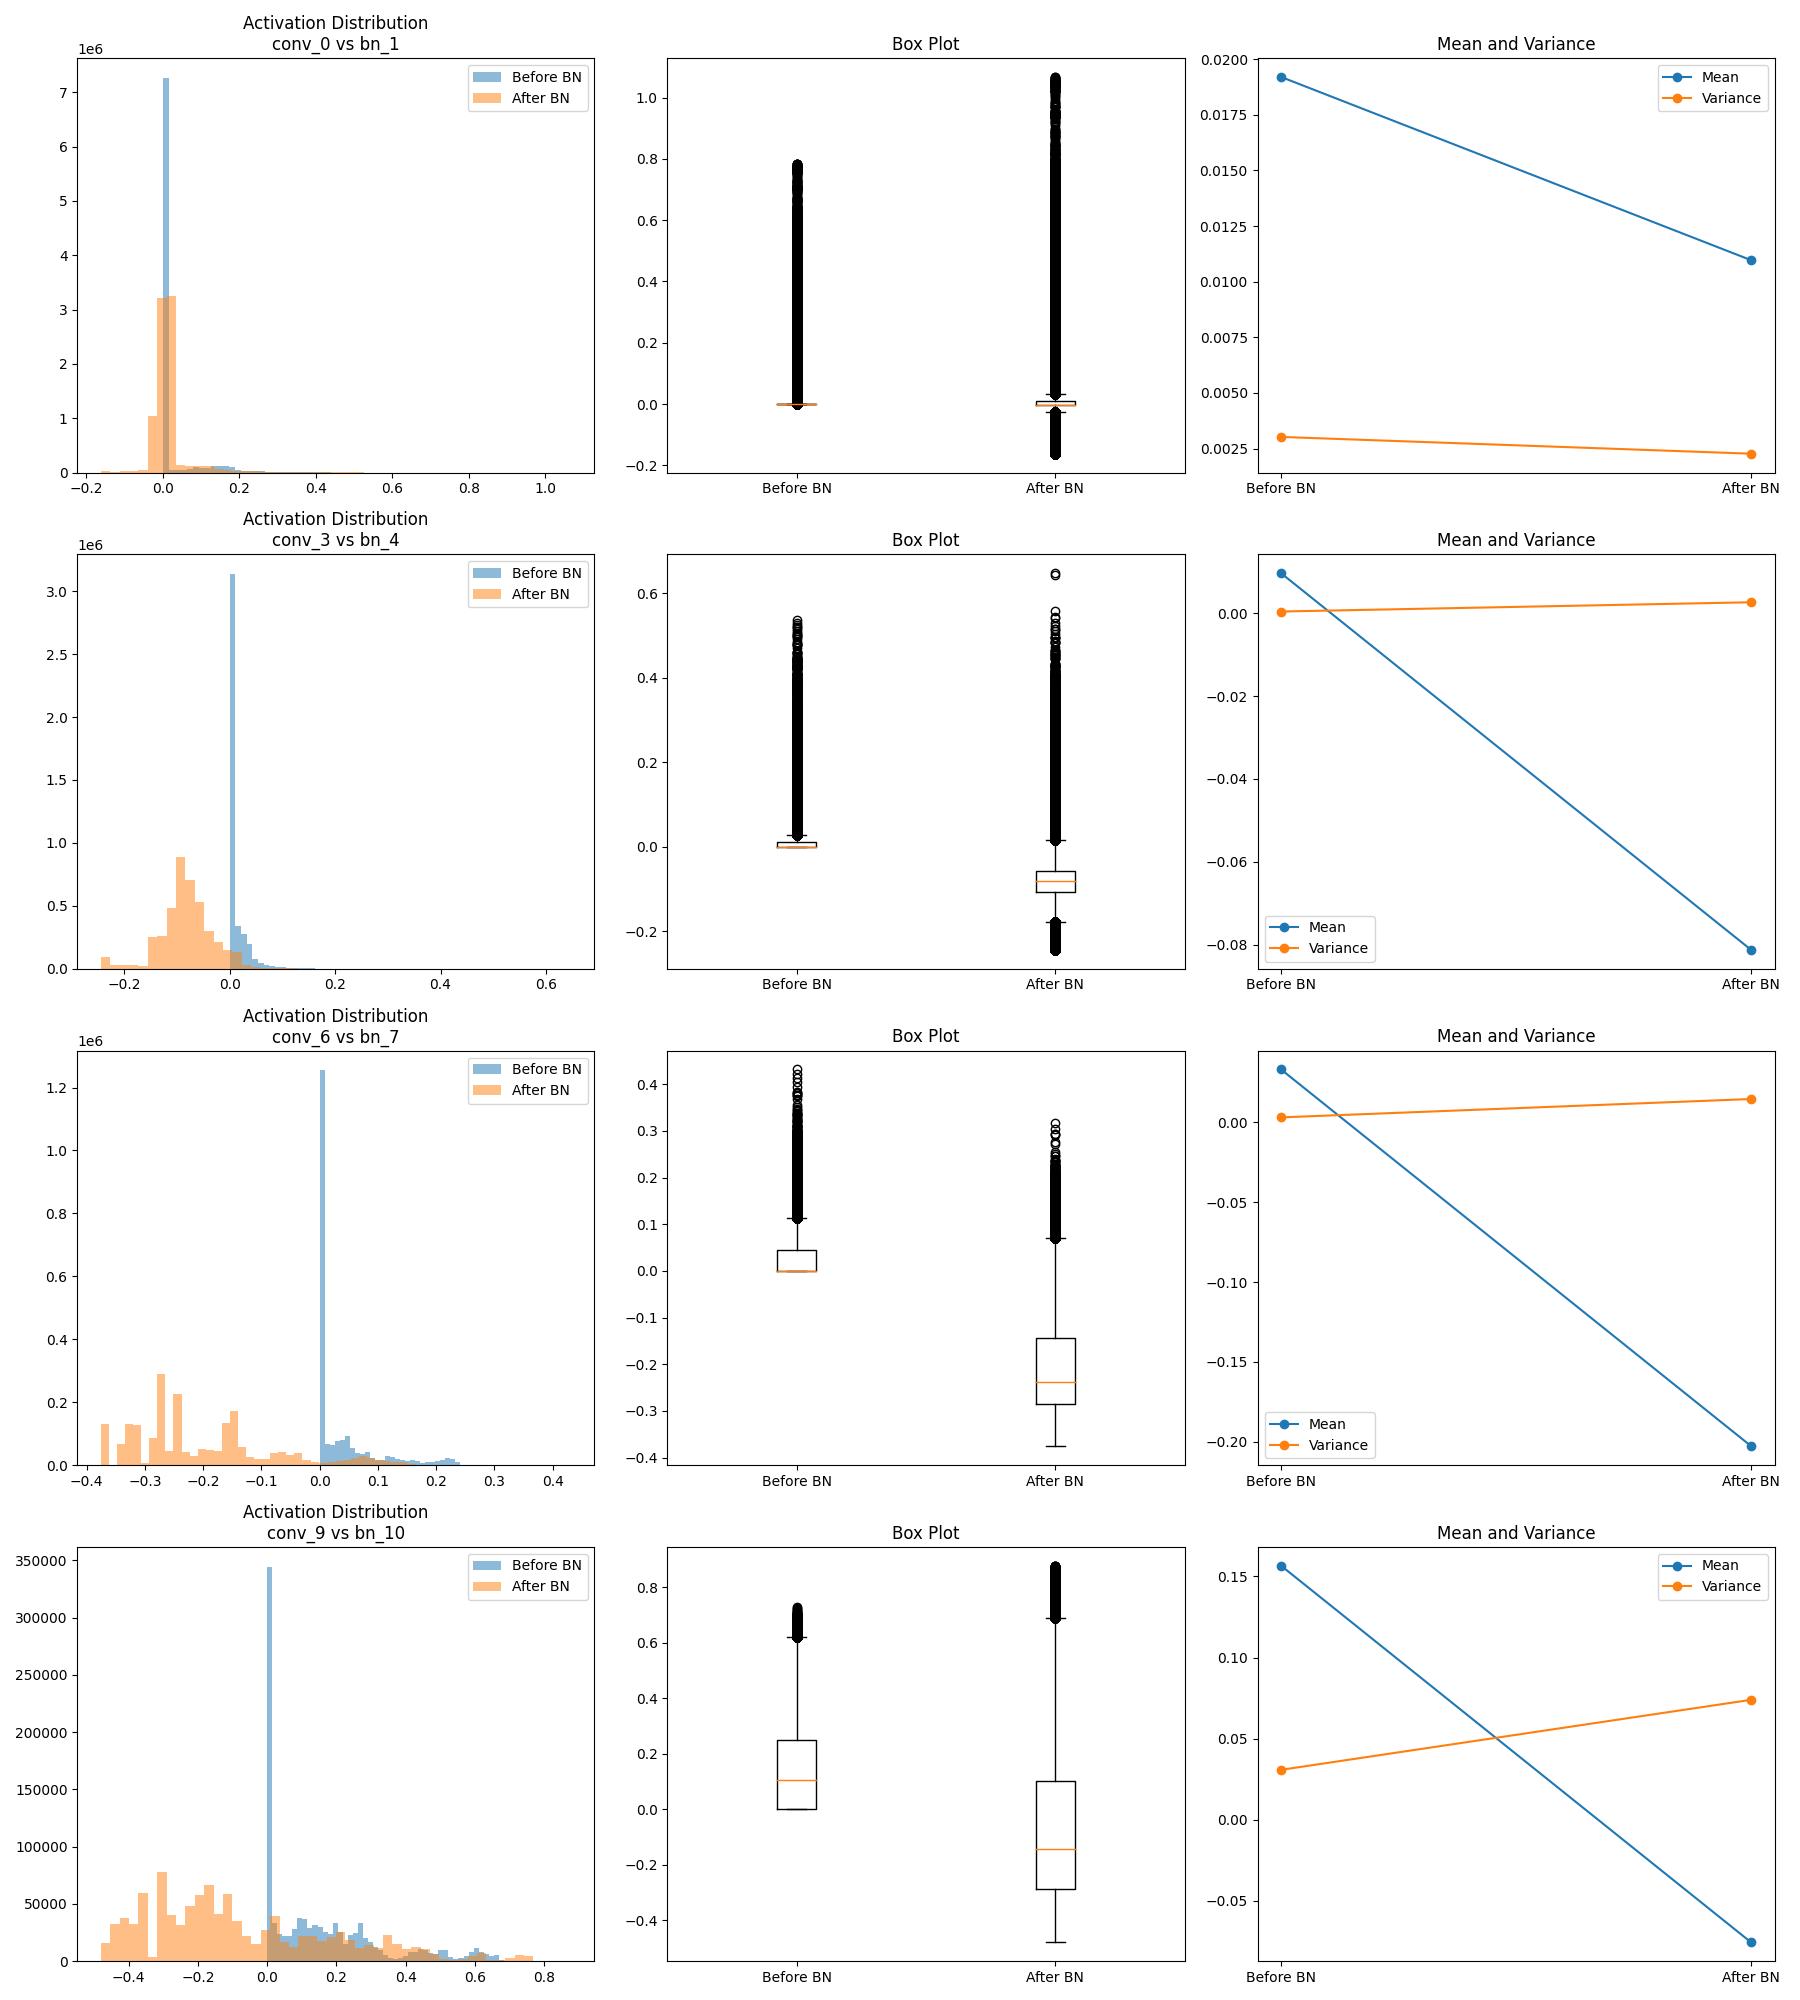 Activation Distribution
conv_0 vs bn_1
1e6
7
6
5
4
3
2
1
0
−0.2 0.0 0.2 0.4 0.6 0.8 1.0
Before BN
After BN
Box Plot
1.0
0.8
0.6
0.4
0.2
0.0
−0.2
Before BN After BN
Mean and Variance
0.0200
0.0175
0.0150
0.0125
0.0100
0.0075
0.0050
0.0025
Before BN After BN
Mean
Variance
Activation Distribution
conv_3 vs bn_4
1e6
3.0
2.5
2.0
1.5
1.0
0.5
0.0
−0.2 0.0 0.2 0.4 0.6
Before BN
After BN
Box Plot
0.6
0.4
0.2
0.0
−0.2
Before BN After BN
Mean and Variance
0.00
−0.02
−0.04
−0.06
−0.08
Before BN After BN
Mean
Variance
Activation Distribution
conv_6 vs bn_7
1e6
1.2
1.0
0.8
0.6
0.4
0.2
0.0
−0.4 −0.3 −0.2 −0.1 0.0 0.1 0.2 0.3 0.4
Before BN
After BN
Box Plot
0.4
0.3
0.2
0.1
0.0
−0.1
−0.2
−0.3
−0.4
Before BN After BN
Mean and Variance
0.00
−0.05
−0.10
−0.15
−0.20
Before BN After BN
Mean
Variance
Activation Distribution
conv_9 vs bn_10
350000
300000
250000
200000
150000
100000
50000
0
−0.4 −0.2 0.0 0.2 0.4 0.6 0.8
Before BN
After BN
Box Plot
0.8
0.6
0.4
0.2
0.0
−0.2
−0.4
Before BN After BN
Mean and Variance
0.15
0.10
0.05
0.00
−0.05
Before BN After BN
Mean
Variance